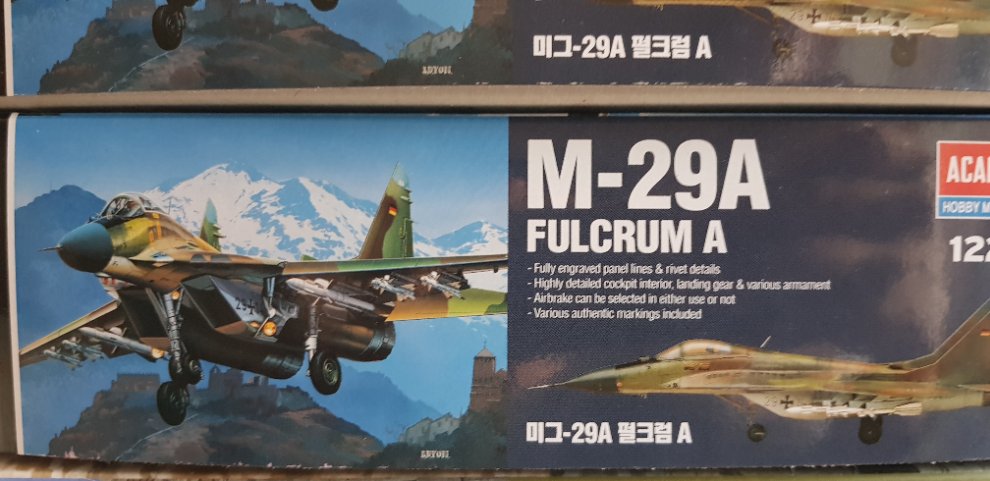 미그-29A 펄크럼 A
M-29A
FULCRUM A
- Fully engraved panel lines & rivet details
- Highly detailed cockpit interior, landing gear & various armament
- Airbrake can be selected in either use or not
- Various authentic markings included
HOBBY
미그-29A 펄크럼 A